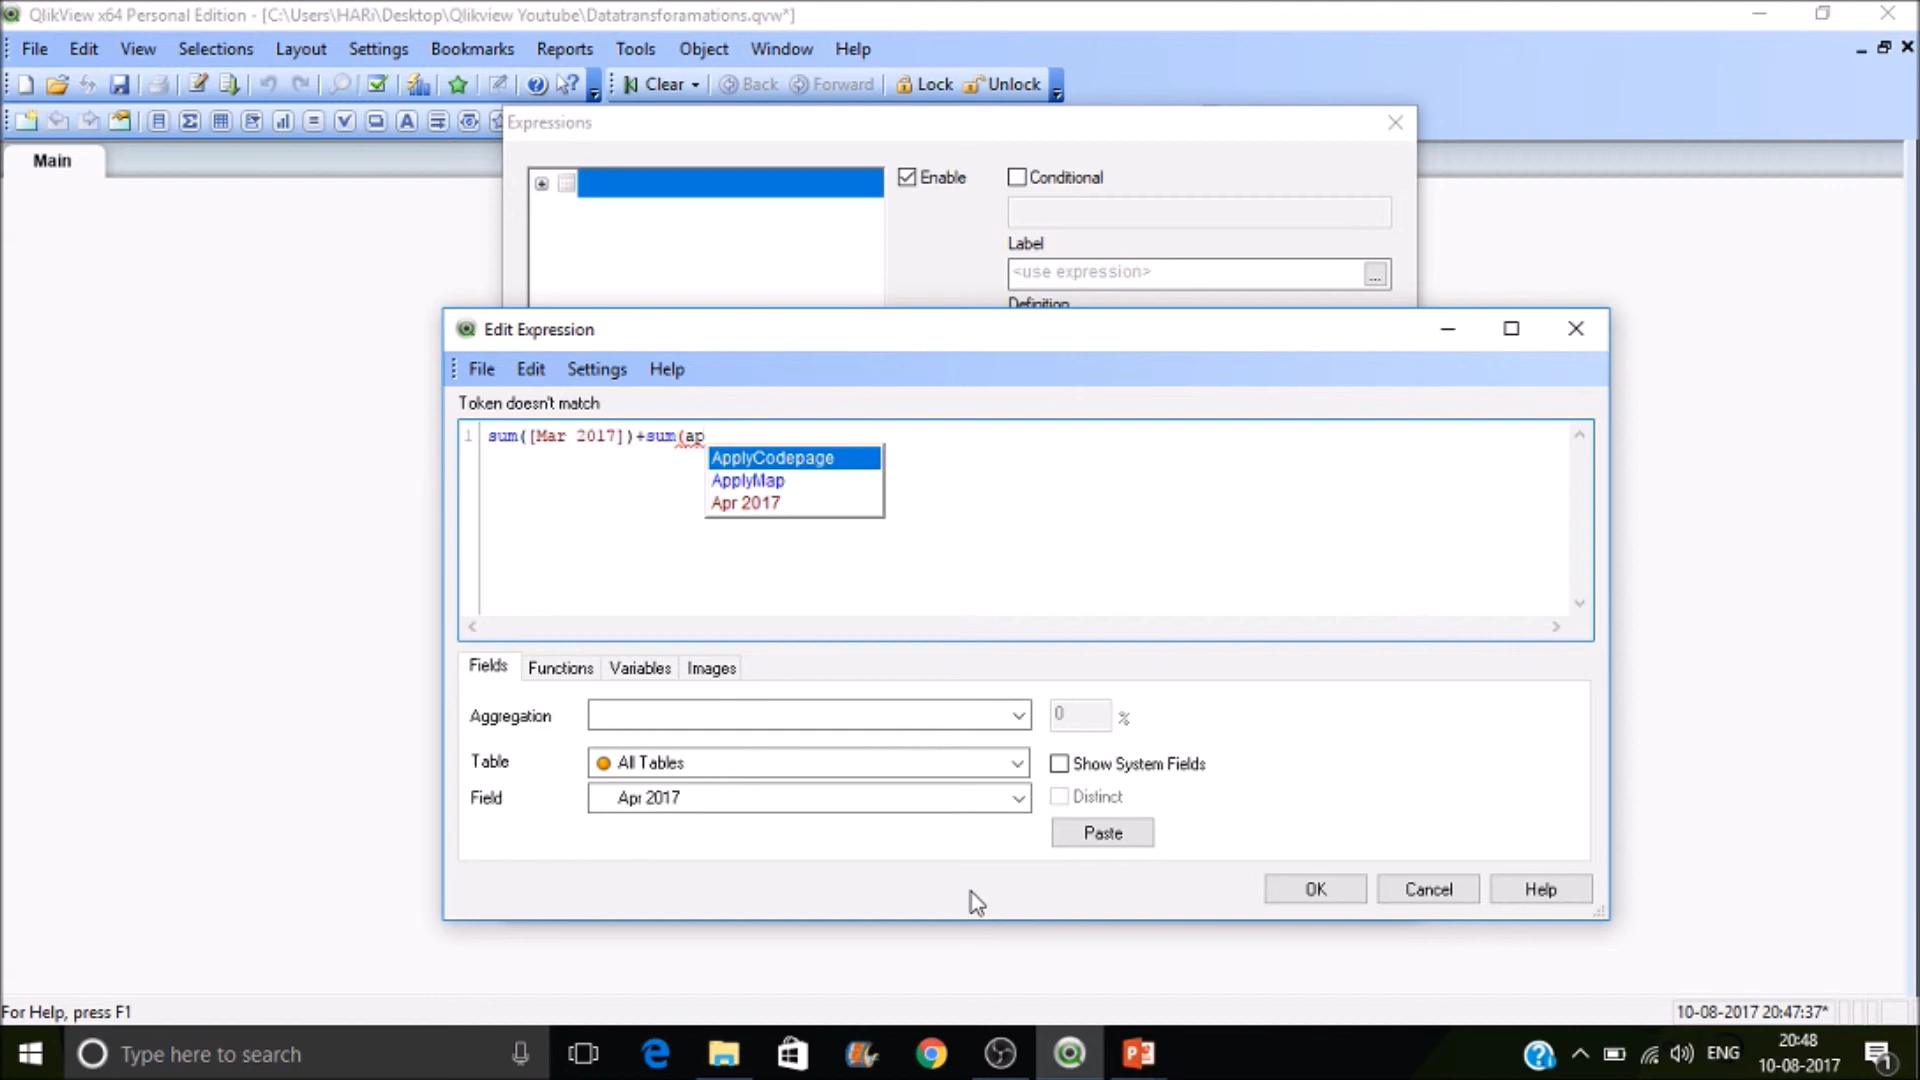 QlikView x64 Personal Edition - [C:\Users\HARi\Desktop\Qlikview Youtube\Datatransforamations.qvw*]
File Edit View Selections Layout Settings Bookmarks Reports Tools Object Window Help
Clear Back Forward Lock Unlock
Expressions
Main
Enable
Conditional
Label
<use expression>
...
Definition
Edit Expression
File Edit Settings Help
Token doesn't match
1 sum([Mar 2017])+sum(ap
ApplyCodepage
ApplyMap
Apr 2017
Fields Functions Variables Images
Aggregation
0 %
Table All Tables
Show System Fields
Field Apr 2017
Distinct
Paste
OK Cancel Help
For Help, press F1
10-08-2017 20:47:37*
Type here to search
ENG
20:48
10-08-2017
1